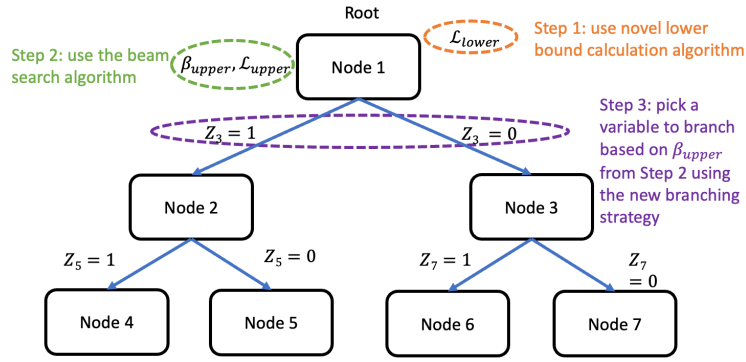 Root
Step 1: use novel lower
bound calculation algorithm
ℒ_lower
Step 2: use the beam
search algorithm
β_upper, ℒ_upper
Node 1
Z_3 = 1
Z_3 = 0
Step 3: pick a
variable to branch
based on β_upper
from Step 2 using
the new branching
strategy
Node 2
Node 3
Z_5 = 1
Z_5 = 0
Z_7 = 1
Z_7
= 0
Node 4
Node 5
Node 6
Node 7